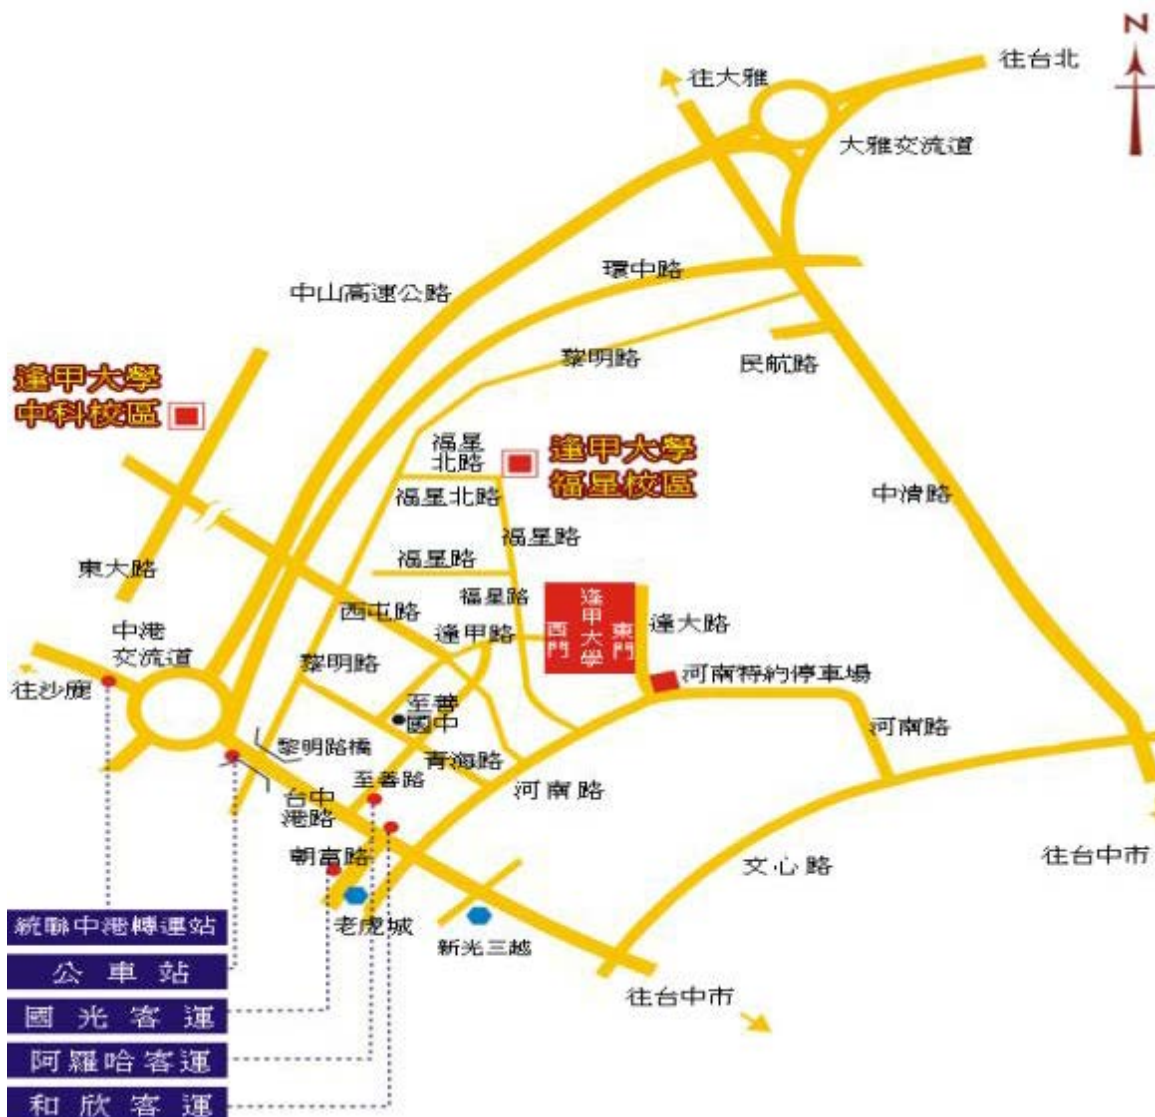 N
往台北
往大雅
大雅交流道
環中路
中山高速公路
黎明路
民航路
逢甲大學
中科校區
福星
北路
逢甲大學
福星校區
福星北路
中清路
福星路
福星路
東大路
福星路
西屯路
逢甲大學
西門
東門
逢大路
中港
交流道
逢甲路
黎明路
河南特約停車場
往沙鹿
至善
國中
河南路
黎明路橋
青海路
至善路
河南路
台中
港路
朝富路
文心路
往台中市
統聯中港轉運站
老虎城
新光三越
公車站
往台中市
國光客運
阿羅哈客運
和欣客運